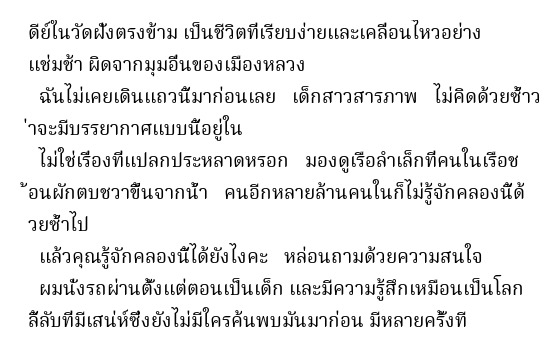 ดีย์ในวัดฝั่งตรงข้าม เป็นชีวิตที่เรียบง่ายและเคลื่อนไหวอย่าง
แช่มช้า ผิดจากมุมอื่นของเมืองหลวง
ฉันไม่เคยเดินแถวนี้มาก่อนเลย เด็กสาวสารภาพ ไม่คิดด้วยซ้ำว
่าจะมีบรรยากาศแบบนี้อยู่ใน
ไม่ใช่เรื่องที่แปลกประหลาดหรอก มองดูเรือลำเล็กที่คนในเรือช
้อนผักตบชวาขึ้นจากน้ำ คนอีกหลายล้านคนในก็ไม่รู้จักคลองนี้ด้
วยซ้ำไป
แล้วคุณรู้จักคลองนี้ได้ยังไงคะ หล่อนถามด้วยความสนใจ
ผมนั่งรถผ่านตั้งแต่ตอนเป็นเด็ก และมีความรู้สึกเหมือนเป็นโลก
ลี้ลับที่มีเสน่ห์ซึ่งยังไม่มีใครค้นพบมันมาก่อน มีหลายครั้งที่